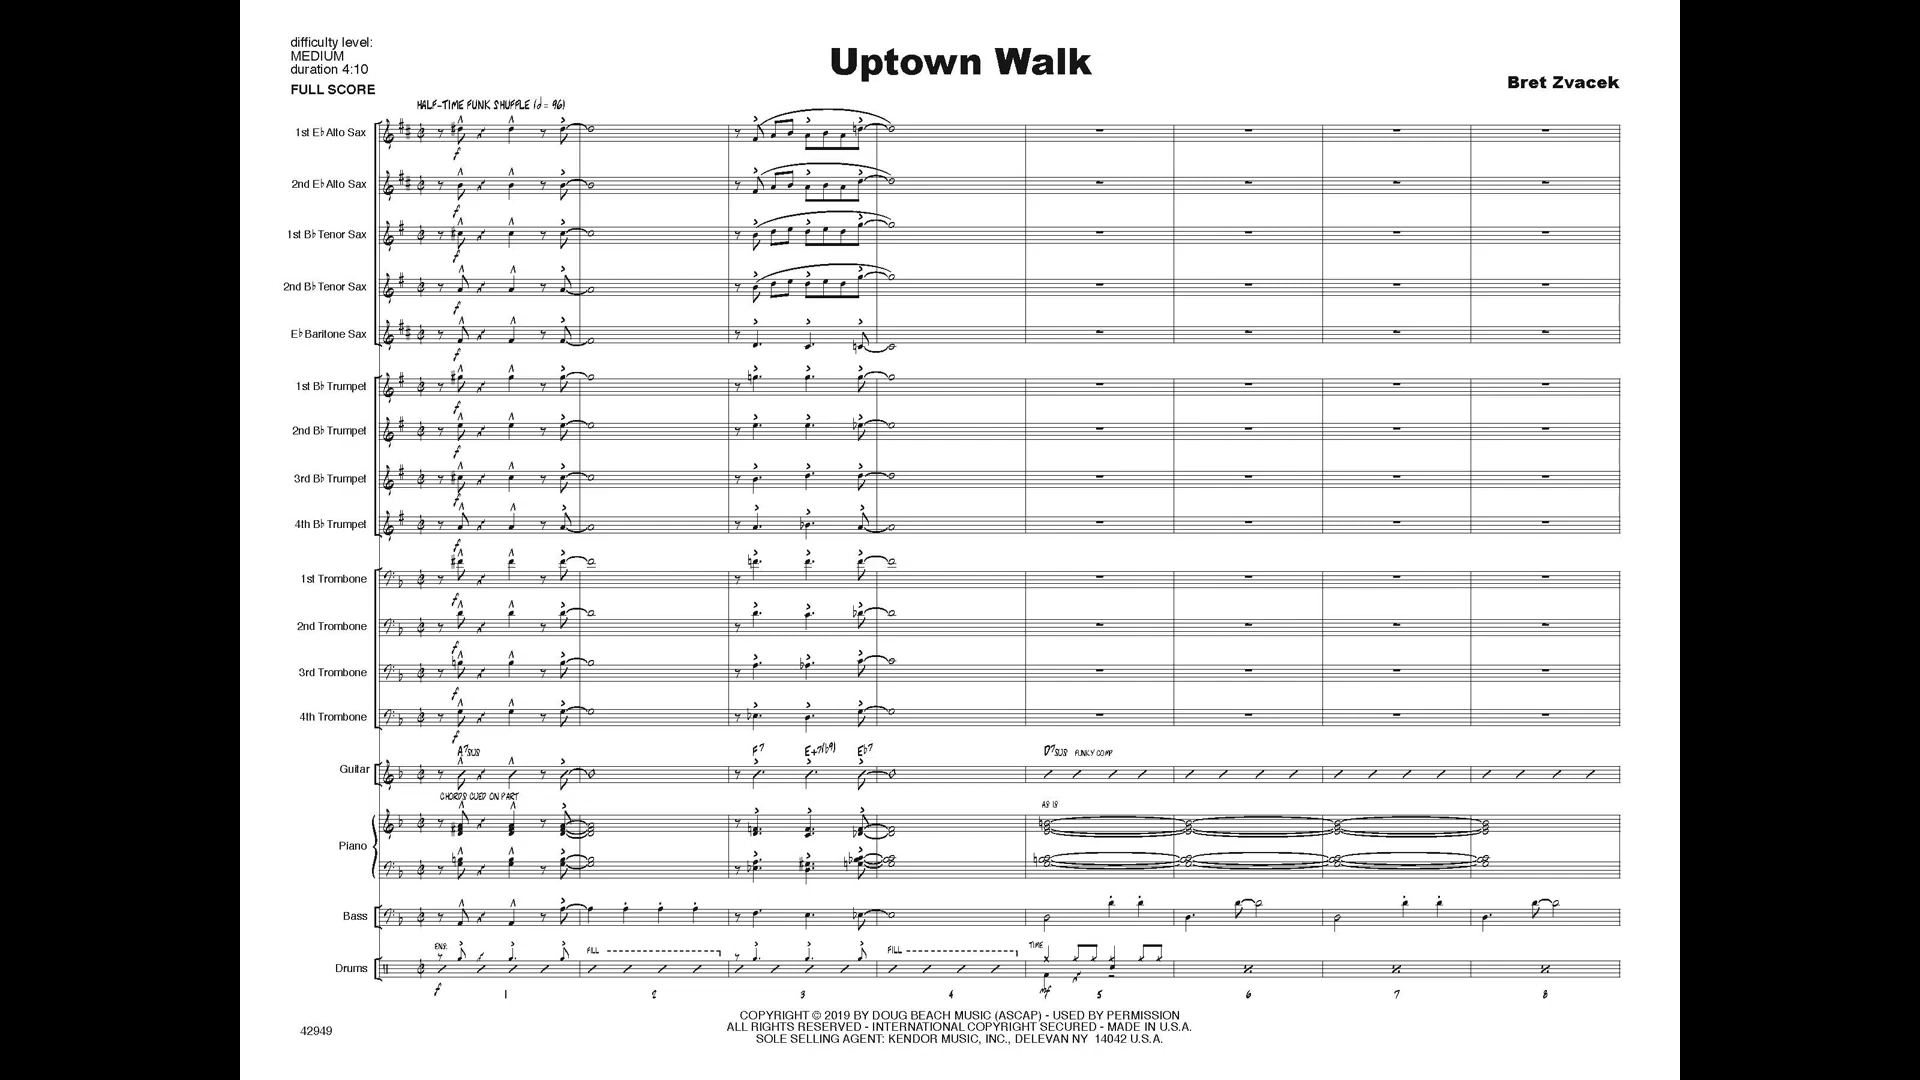 difficulty level:
MEDIUM
duration 4:10
FULL SCORE
Uptown Walk
Bret Zvacek
HALF-TIME FUNK SHUFFLE (𝅗𝅥 = 96)
1st E♭ Alto Sax
f
2nd E♭ Alto Sax
f
1st B♭ Tenor Sax
f
2nd B♭ Tenor Sax
f
E♭ Baritone Sax
f
1st B♭ Trumpet
f
2nd B♭ Trumpet
f
3rd B♭ Trumpet
f
4th B♭ Trumpet
f
1st Trombone
f
2nd Trombone
f
3rd Trombone
f
4th Trombone
f
A7SUS F7 E+7(♭9) E♭7 D7SUS FUNKY COMP
Guitar
CHORDS CUED ON PART
AS IS
Piano
Bass
ENS. FILL FILL TIME
Drums
f mf
1 2 3 4 5 6 7 8
COPYRIGHT © 2019 BY DOUG BEACH MUSIC (ASCAP) - USED BY PERMISSION
ALL RIGHTS RESERVED - INTERNATIONAL COPYRIGHT SECURED - MADE IN U.S.A.
SOLE SELLING AGENT: KENDOR MUSIC, INC., DELEVAN NY 14042 U.S.A.
42949